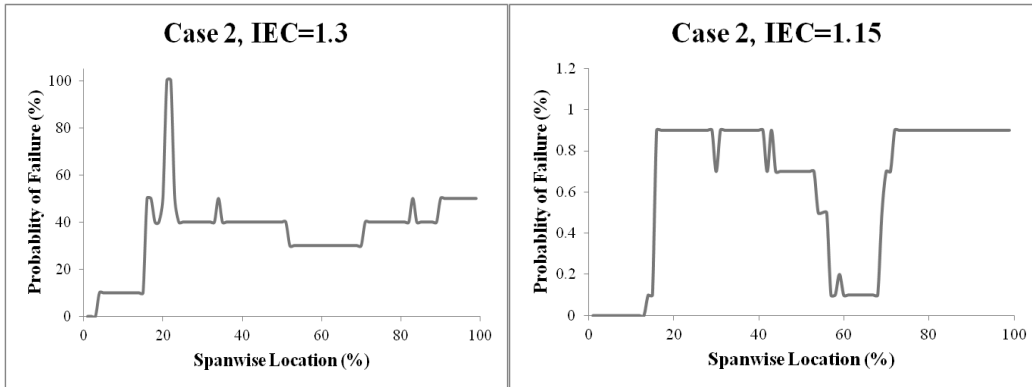 Case 2, IEC=1.3
Probablity of Failure (%)
100
80
60
40
20
0
0 20 40 60 80 100
Spanwise Location (%)
Case 2, IEC=1.15
Probablity of Failure (%)
1.2
1
0.8
0.6
0.4
0.2
0
0 20 40 60 80 100
Spanwise Location (%)